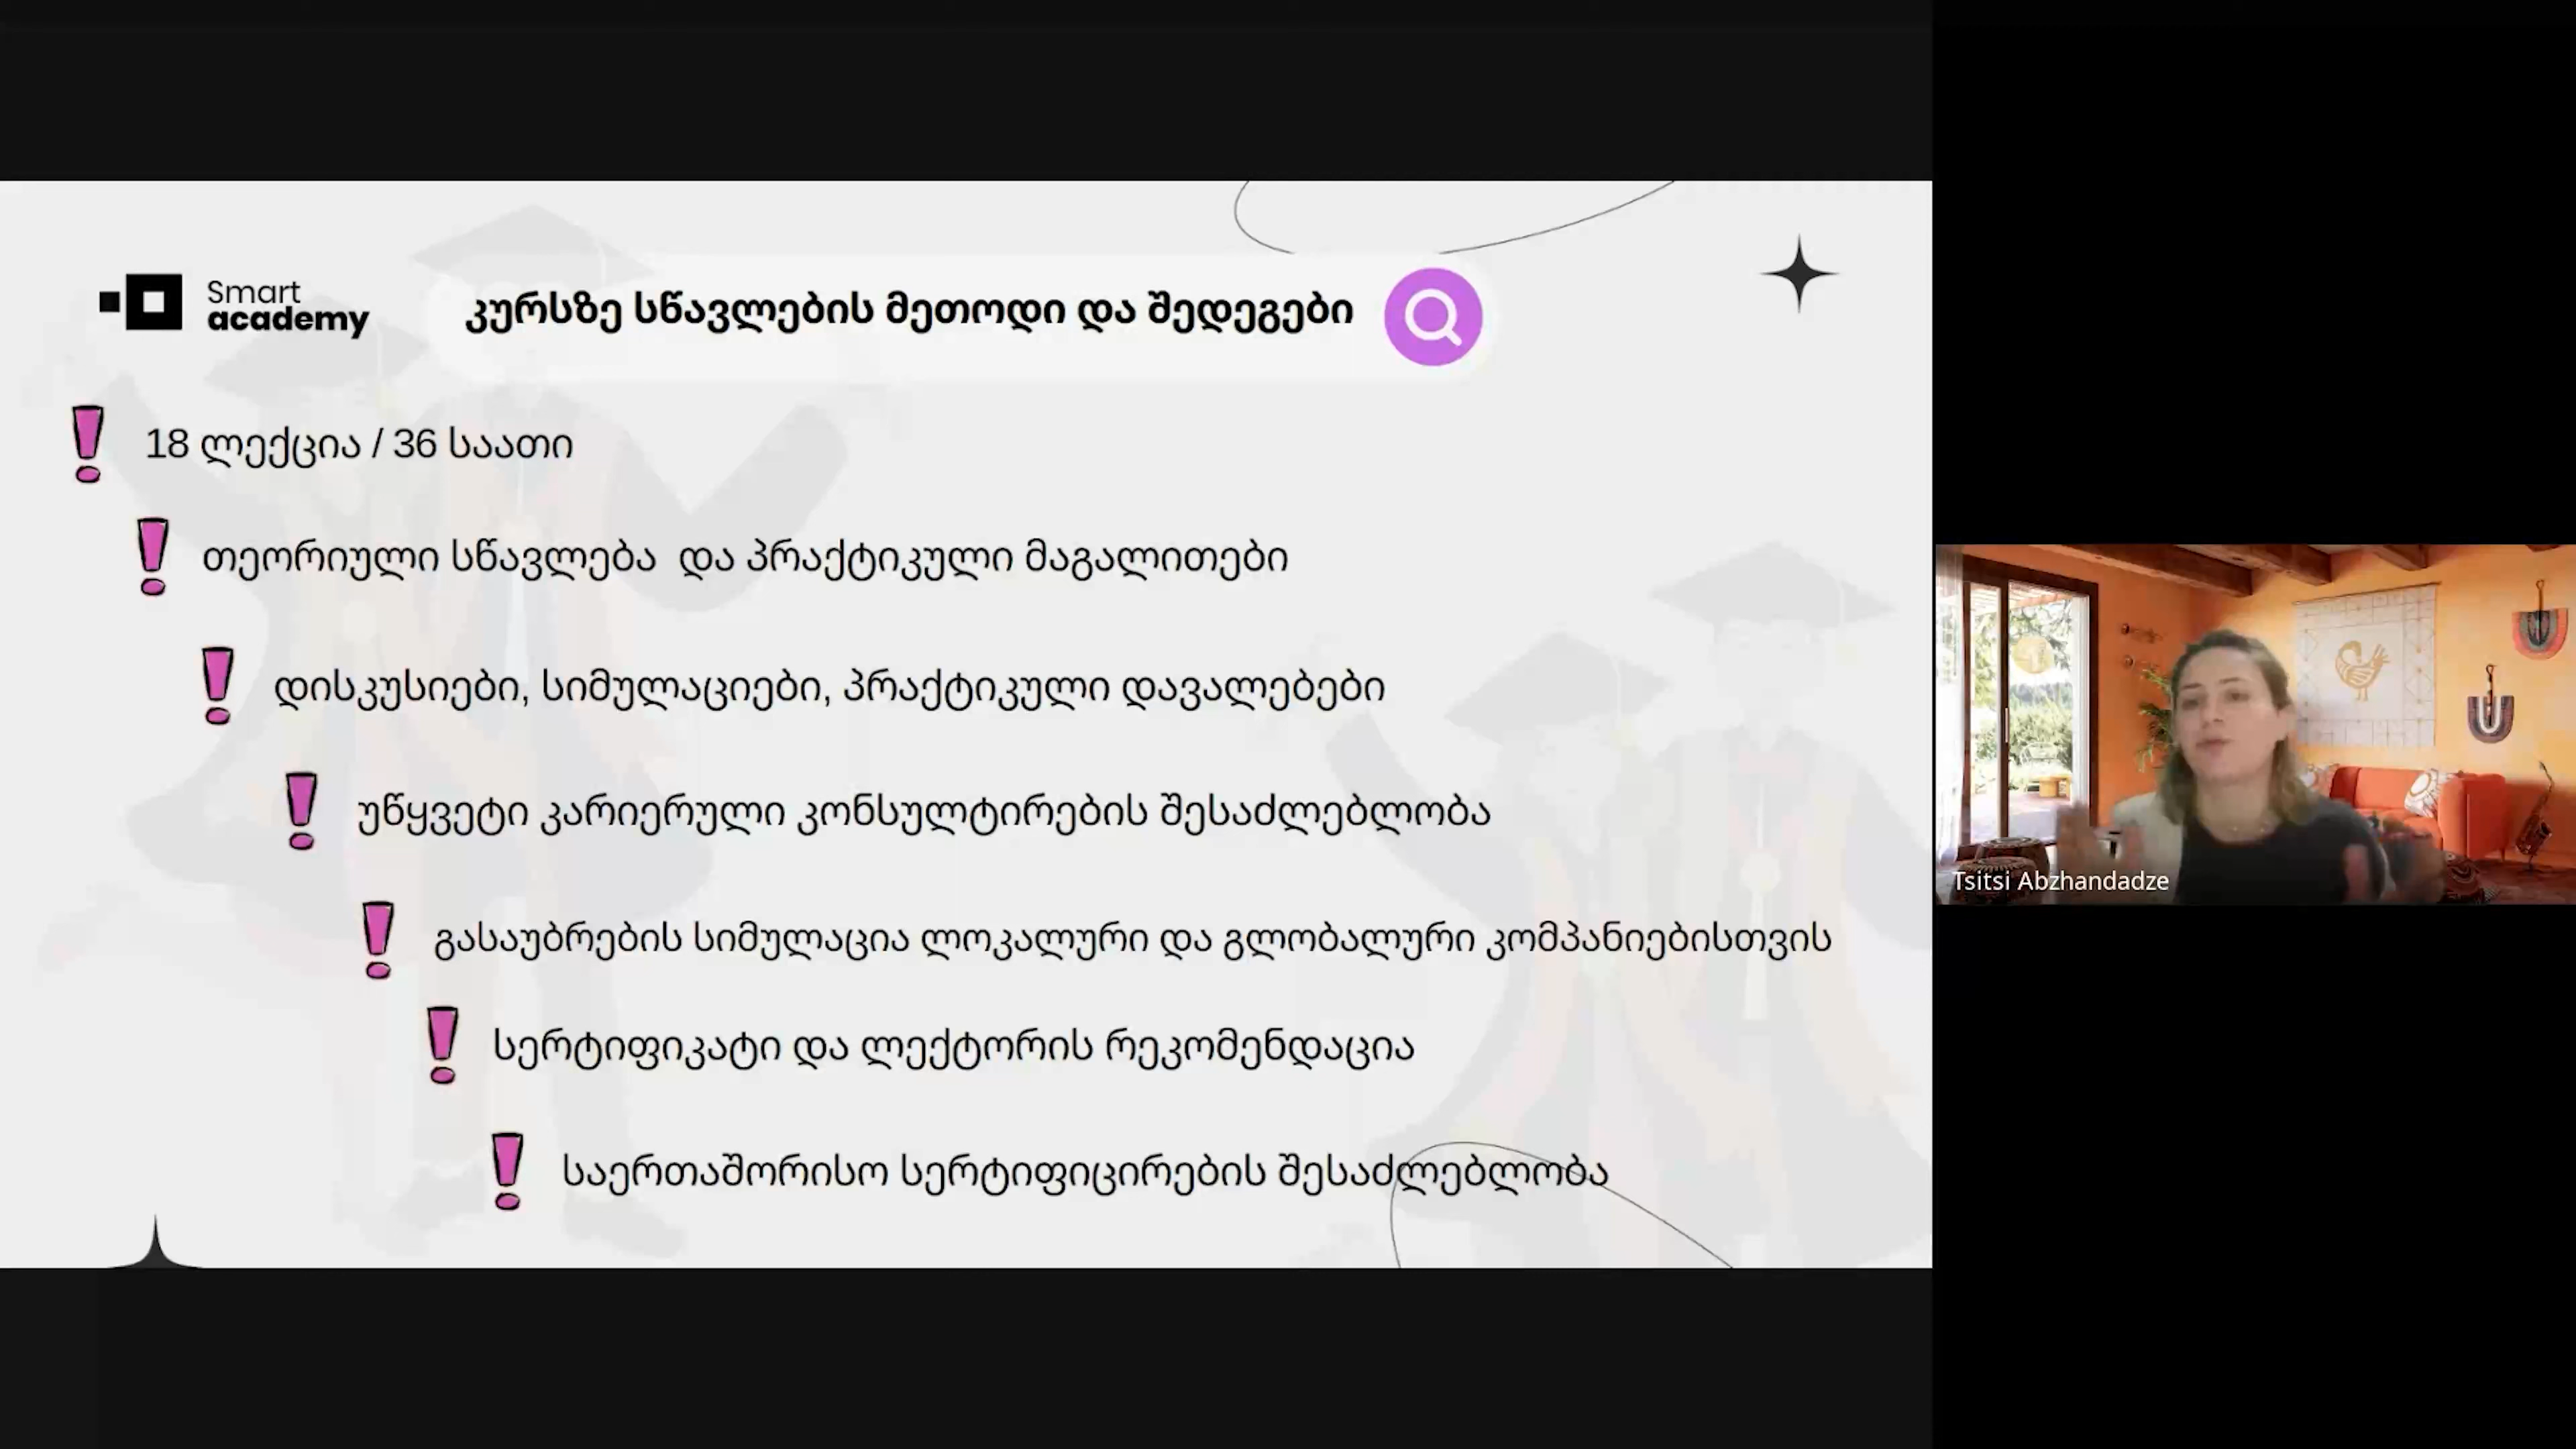 Smart
academy
კურსზე სწავლების მეთოდი და შედეგები
18 ლექცია / 36 საათი
თეორიული სწავლება და პრაქტიკული მაგალითები
დისკუსიები, სიმულაციები, პრაქტიკული დავალებები
უწყვეტი კარიერული კონსულტირების შესაძლებლობა
გასაუბრების სიმულაცია ლოკალური და გლობალური კომპანიებისთვის
სერტიფიკატი და ლექტორის რეკომენდაცია
საერთაშორისო სერტიფიცირების შესაძლებლობა
Tsitsi Abzhandadze